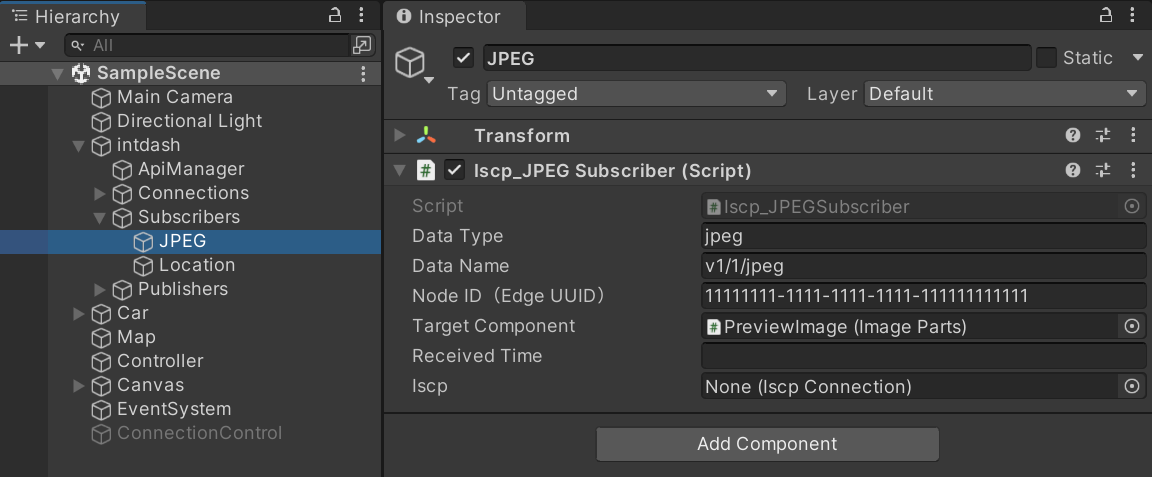 Hierarchy
All
SampleScene
Main Camera
Directional Light
intdash
ApiManager
Connections
Subscribers
JPEG
Location
Publishers
Car
Map
Controller
Canvas
EventSystem
ConnectionControl
Inspector
JPEG Static
Tag Untagged Layer Default
Transform
Iscp_JPEG Subscriber (Script)
Script # Iscp_JPEGSubscriber
Data Type jpeg
Data Name v1/1/jpeg
Node ID（Edge UUID） 11111111-1111-1111-1111-111111111111
Target Component # PreviewImage (Image Parts)
Received Time
Iscp None (Iscp Connection)
Add Component